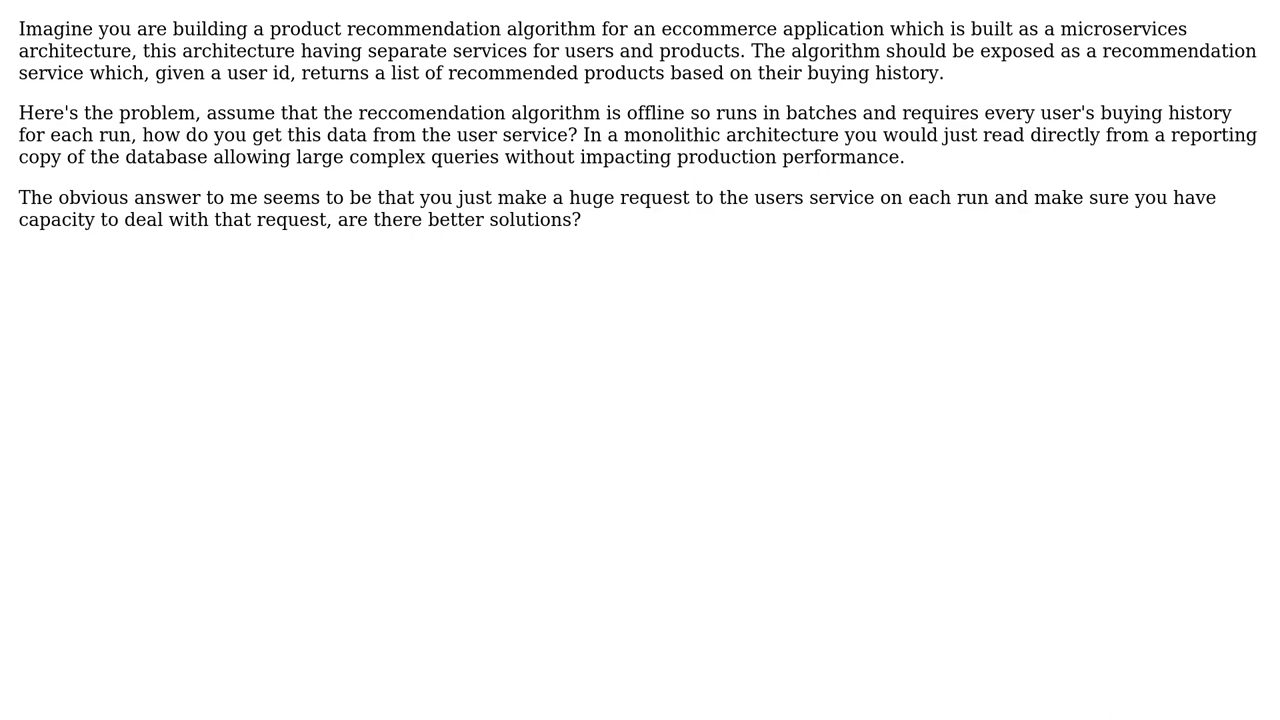 Imagine you are building a product recommendation algorithm for an eccommerce application which is built as a microservices
architecture, this architecture having separate services for users and products. The algorithm should be exposed as a recommendation
service which, given a user id, returns a list of recommended products based on their buying history.
Here's the problem, assume that the reccomendation algorithm is offline so runs in batches and requires every user's buying history
for each run, how do you get this data from the user service? In a monolithic architecture you would just read directly from a reporting
copy of the database allowing large complex queries without impacting production performance.
The obvious answer to me seems to be that you just make a huge request to the users service on each run and make sure you have
capacity to deal with that request, are there better solutions?